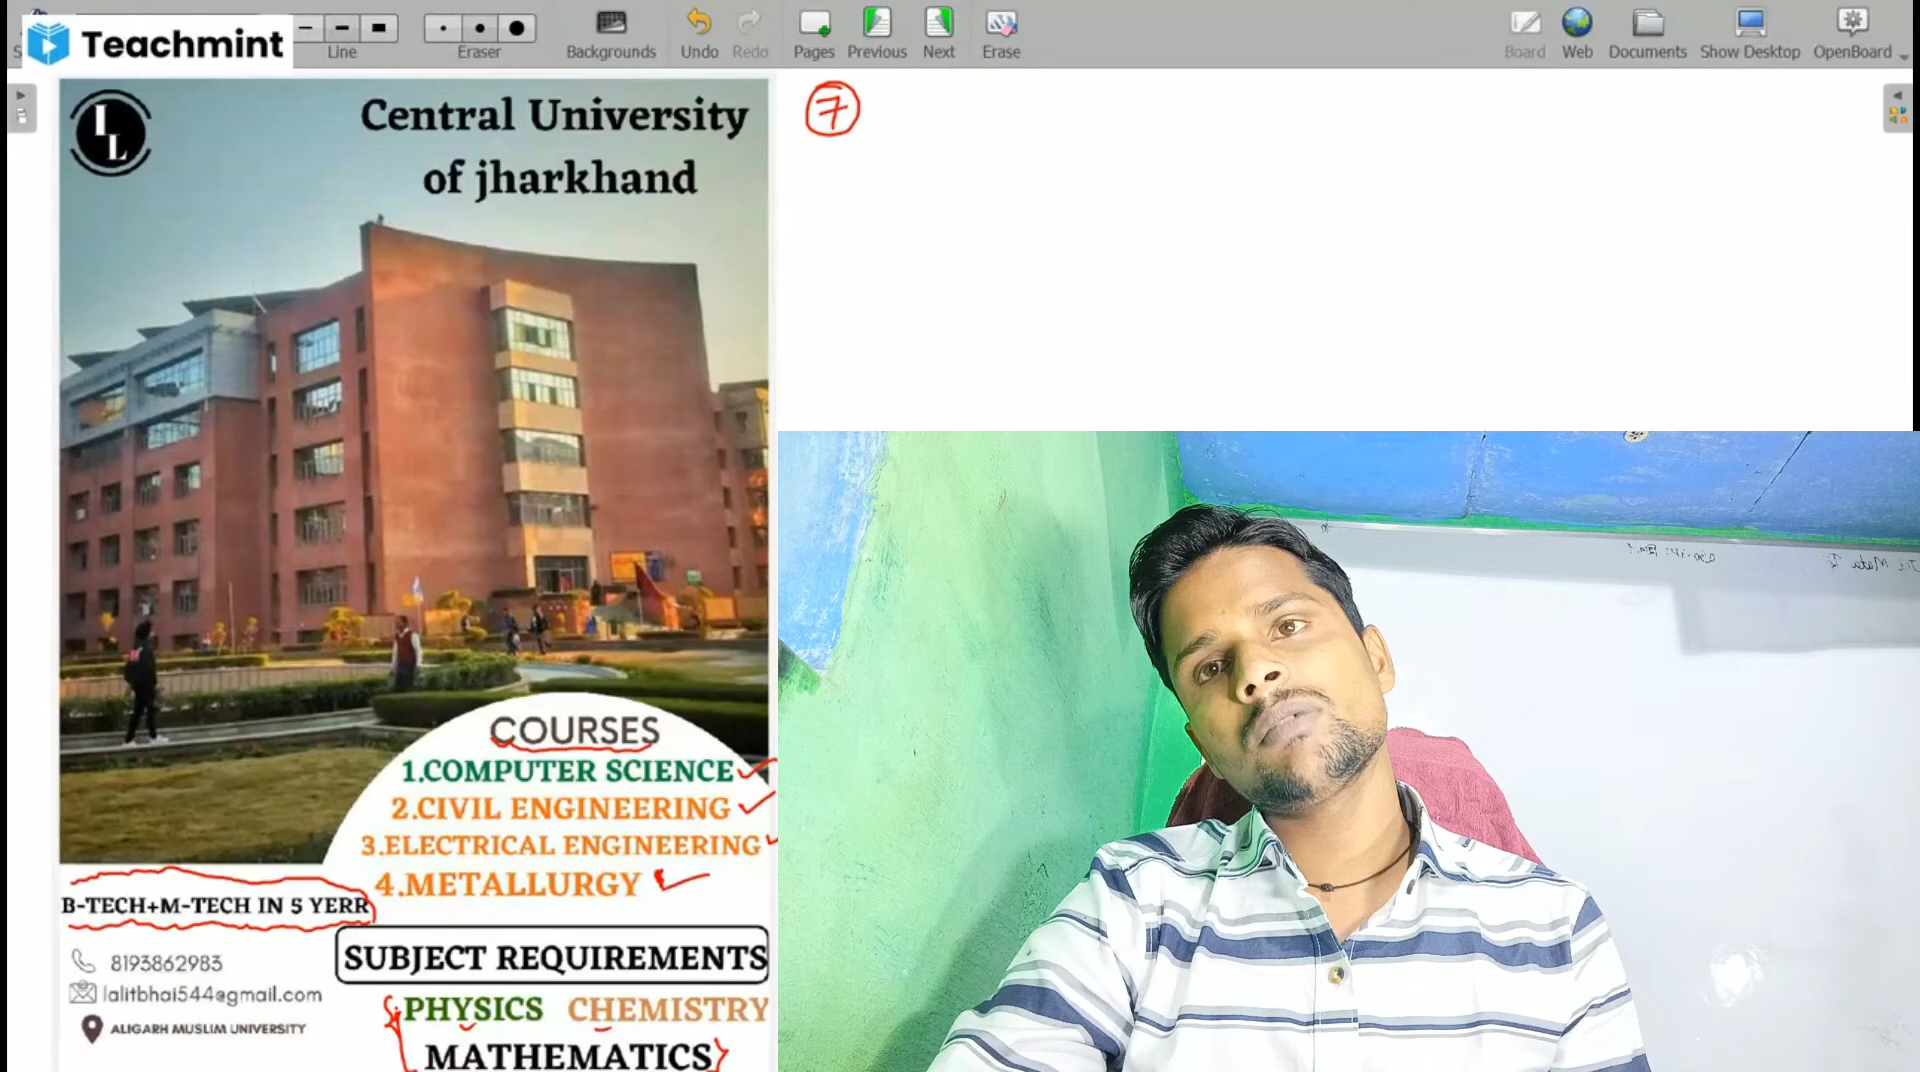 Teachmint
Line
Eraser
Backgrounds
Undo
Redo
Pages
Previous
Next
Erase
Board
Web
Documents
Show Desktop
OpenBoard
L
L
Central University
of jharkhand
7
COURSES
1.COMPUTER SCIENCE
2.CIVIL ENGINEERING
3.ELECTRICAL ENGINEERING
4.METALLURGY
B-TECH+M-TECH IN 5 YERR
8193862983
lalitbhai544@gmail.com
ALIGARH MUSLIM UNIVERSITY
SUBJECT REQUIREMENTS
PHYSICS CHEMISTRY
MATHEMATICS